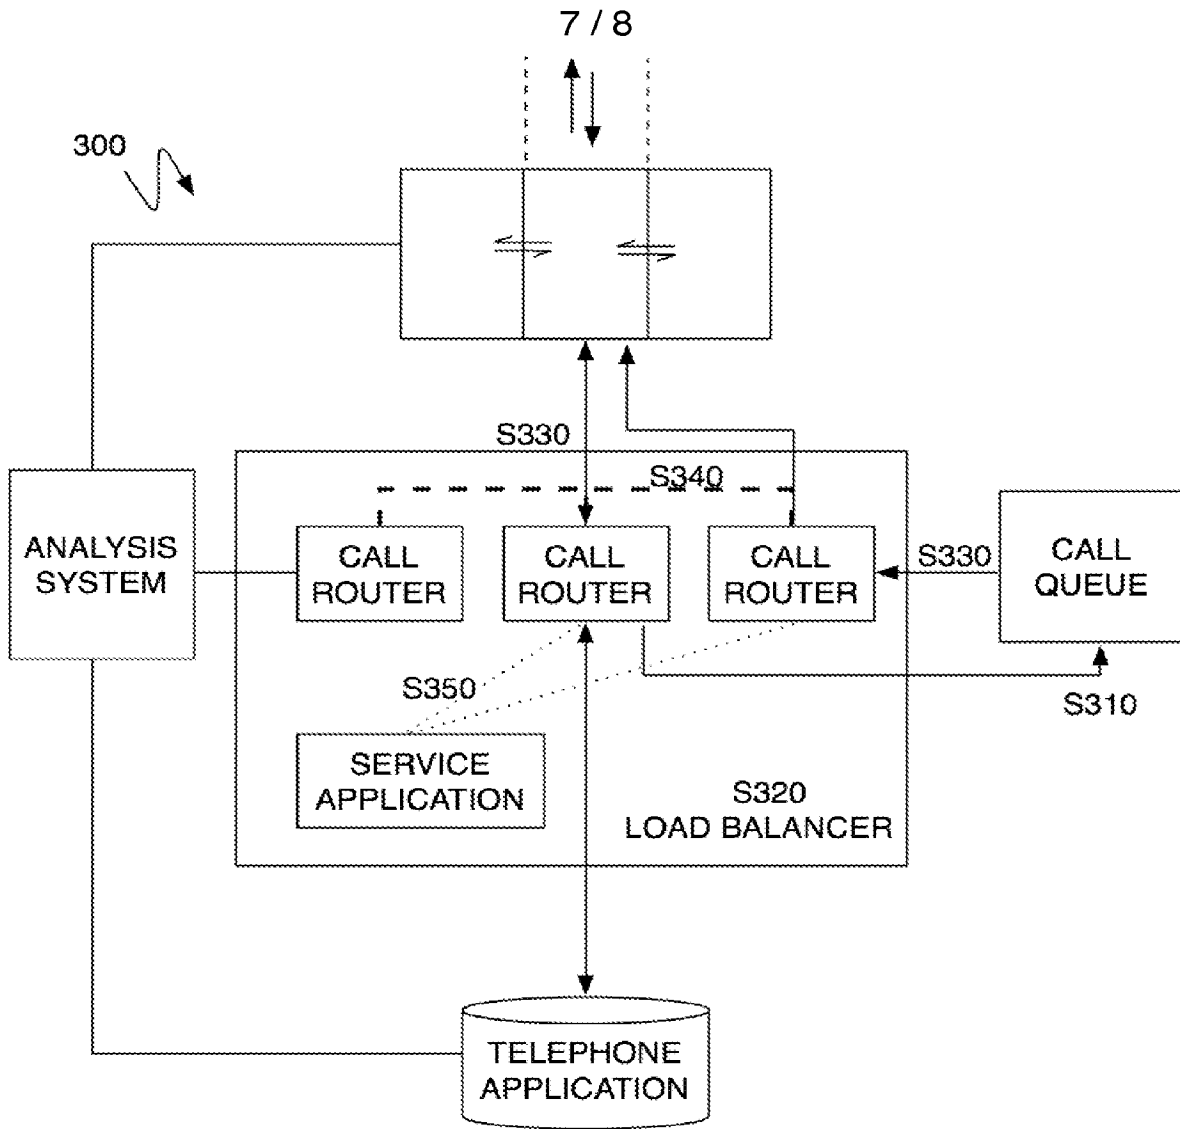 7 / 8
300
S330
S340
ANALYSIS
SYSTEM
CALL
ROUTER
CALL
ROUTER
CALL
ROUTER
S330
CALL
QUEUE
S350
S310
SERVICE
APPLICATION
S320
LOAD BALANCER
TELEPHONE
APPLICATION